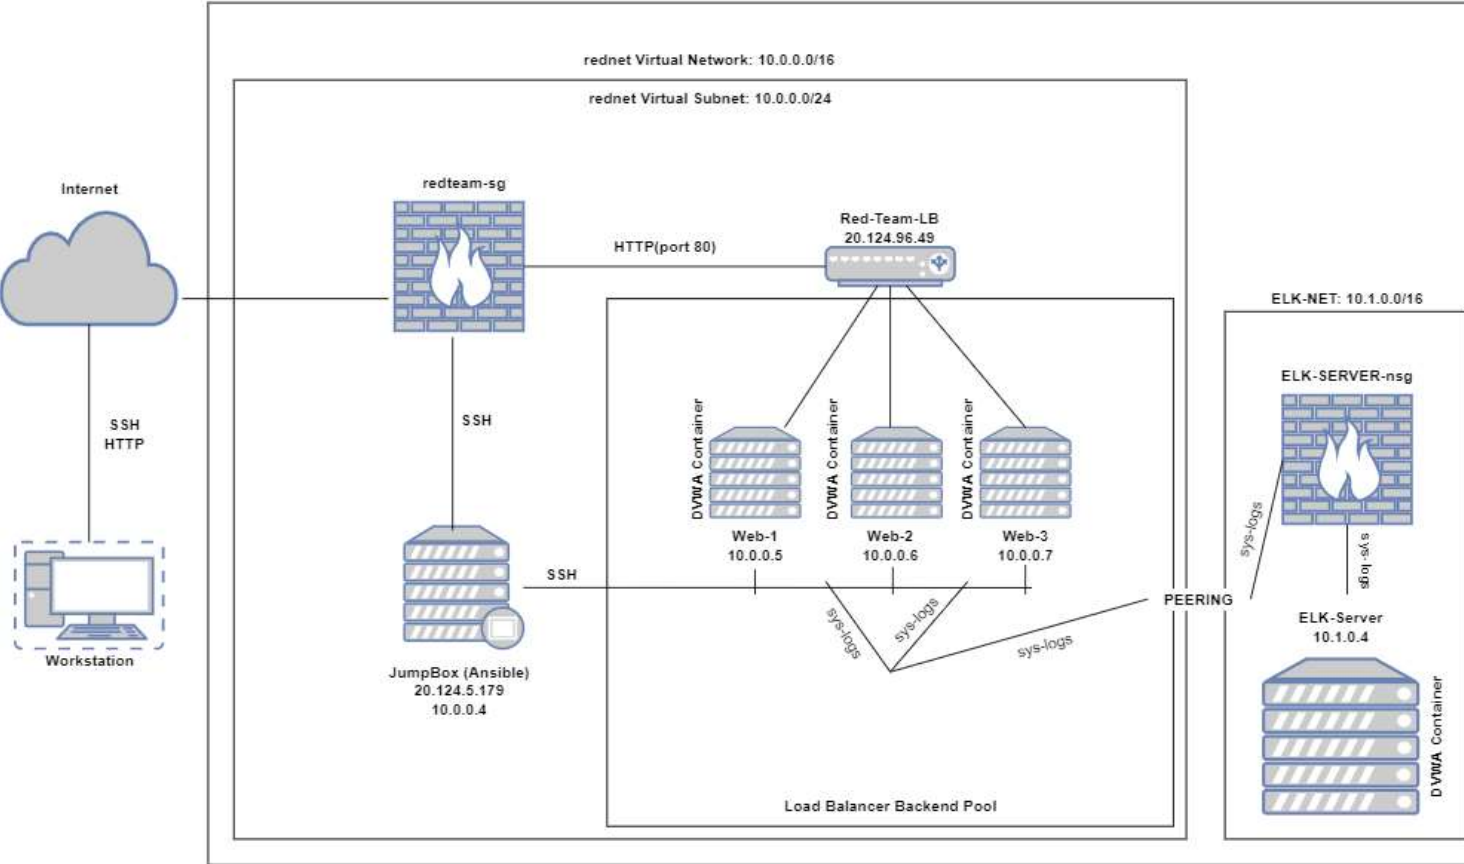 rednet Virtual Network: 10.0.0.0/16
rednet Virtual Subnet: 10.0.0.0/24
Internet
redteam-sg
Red-Team-LB
20.124.96.49
HTTP(port 80)
ELK-NET: 10.1.0.0/16
ELK-SERVER-nsg
SSH
HTTP
SSH
DVWA Container
DVWA Container
DVWA Container
Web-1
10.0.0.5
Web-2
10.0.0.6
Web-3
10.0.0.7
SSH
sys-logs
sys-logs
sys-logs
PEERING
sys-logs
sys-logs
ELK-Server
10.1.0.4
DVWA Container
Workstation
JumpBox (Ansible)
20.124.5.179
10.0.0.4
Load Balancer Backend Pool